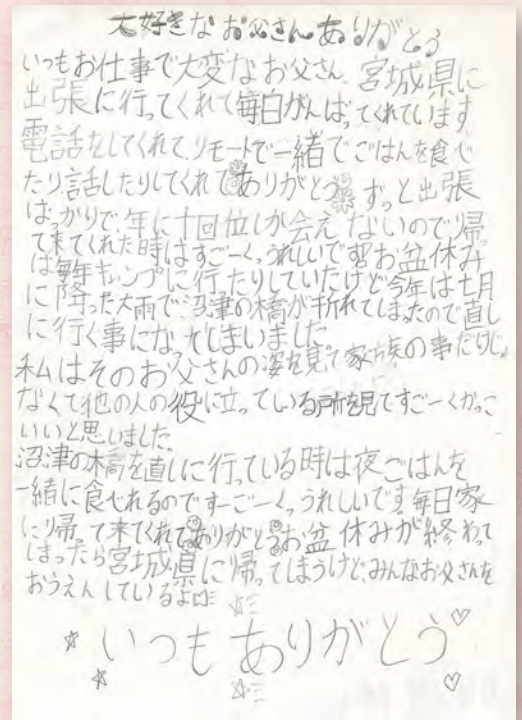 大好きなお父さんありがとう
いつもお仕事で大変なお父さん、宮城県に
出張に行ってくれて毎日がんばってくれています
電話をしてくれて、リモートで一緒でごはんを食べ
たり話したりしてくれてありがとう ずっと出張
ばっかりで、年に十回位しか会えないので帰っ
て来てくれた時はすごーくうれしいですお盆休み
は毎年キャンプに行ったりしていたけど今年は七月
に降った大雨で沼津の橋が折れてしまったので直し
に行く事になってしまいました
私はそのお父さんの姿を見て家族の事だけじゃ
なくて他の人の役に立っている所を見てすごーくかっこ
いいと思いました
沼津の橋を直しに行っている時は夜ごはんを
一緒に食べれるのですーごーくっうれしいです。毎日家
に帰って来てくれてありがとうお盆休みが終わって
しまったら宮城県に帰ってしまうけど、みんなお父さんを
おうえんしているよ
いつもありがとう